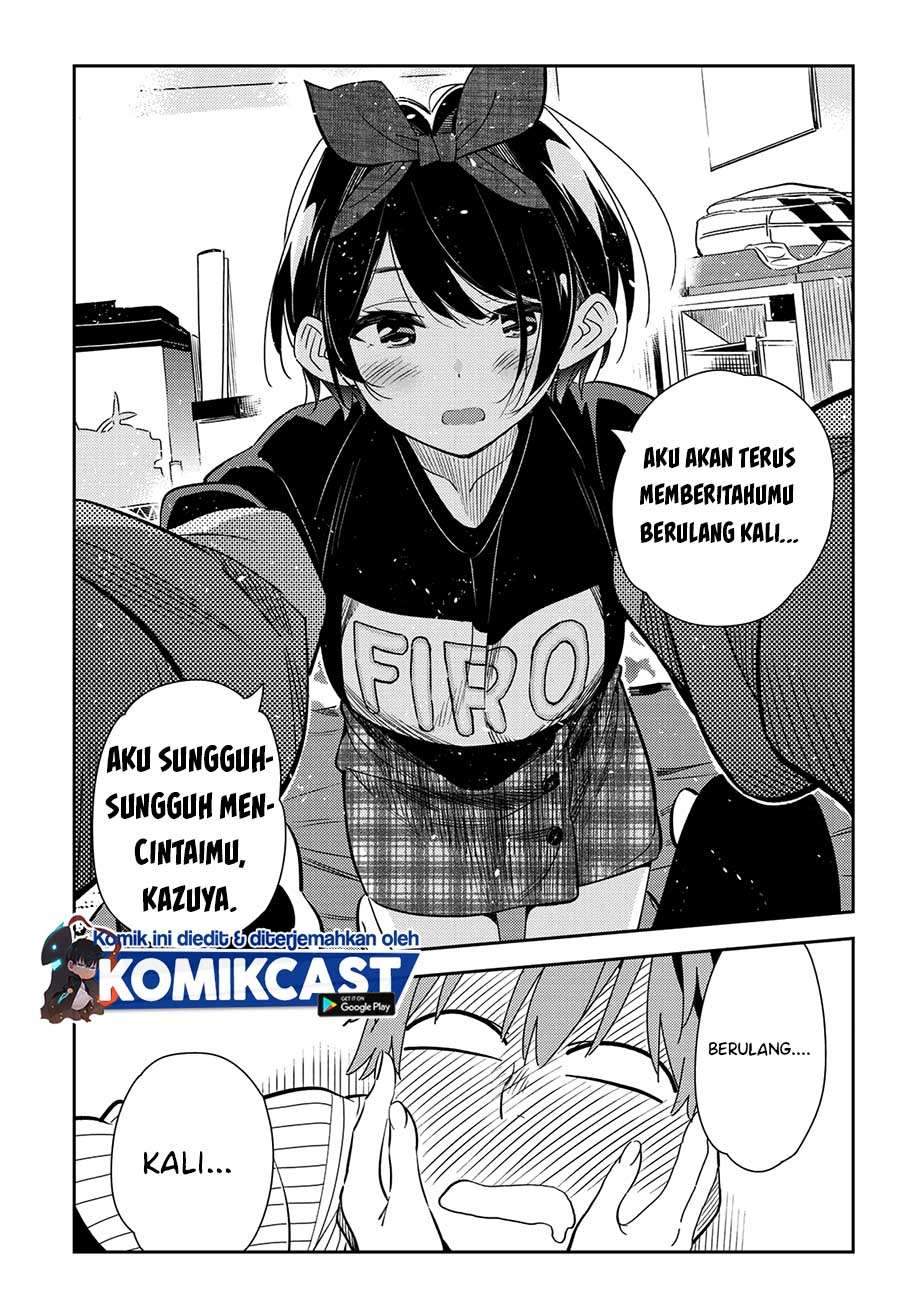 AKU AKAN TERUS
MEMBERITAHUMU
BERULANG KALI...
FIRO
AKU SUNGGUH-
SUNGGUH MEN-
CINTAIMU,
KAZUYA.
Komik ini diedit & diterjemahkan oleh
KOMIKCAST
GET IT ON
Google Play
BERULANG....
KALI...